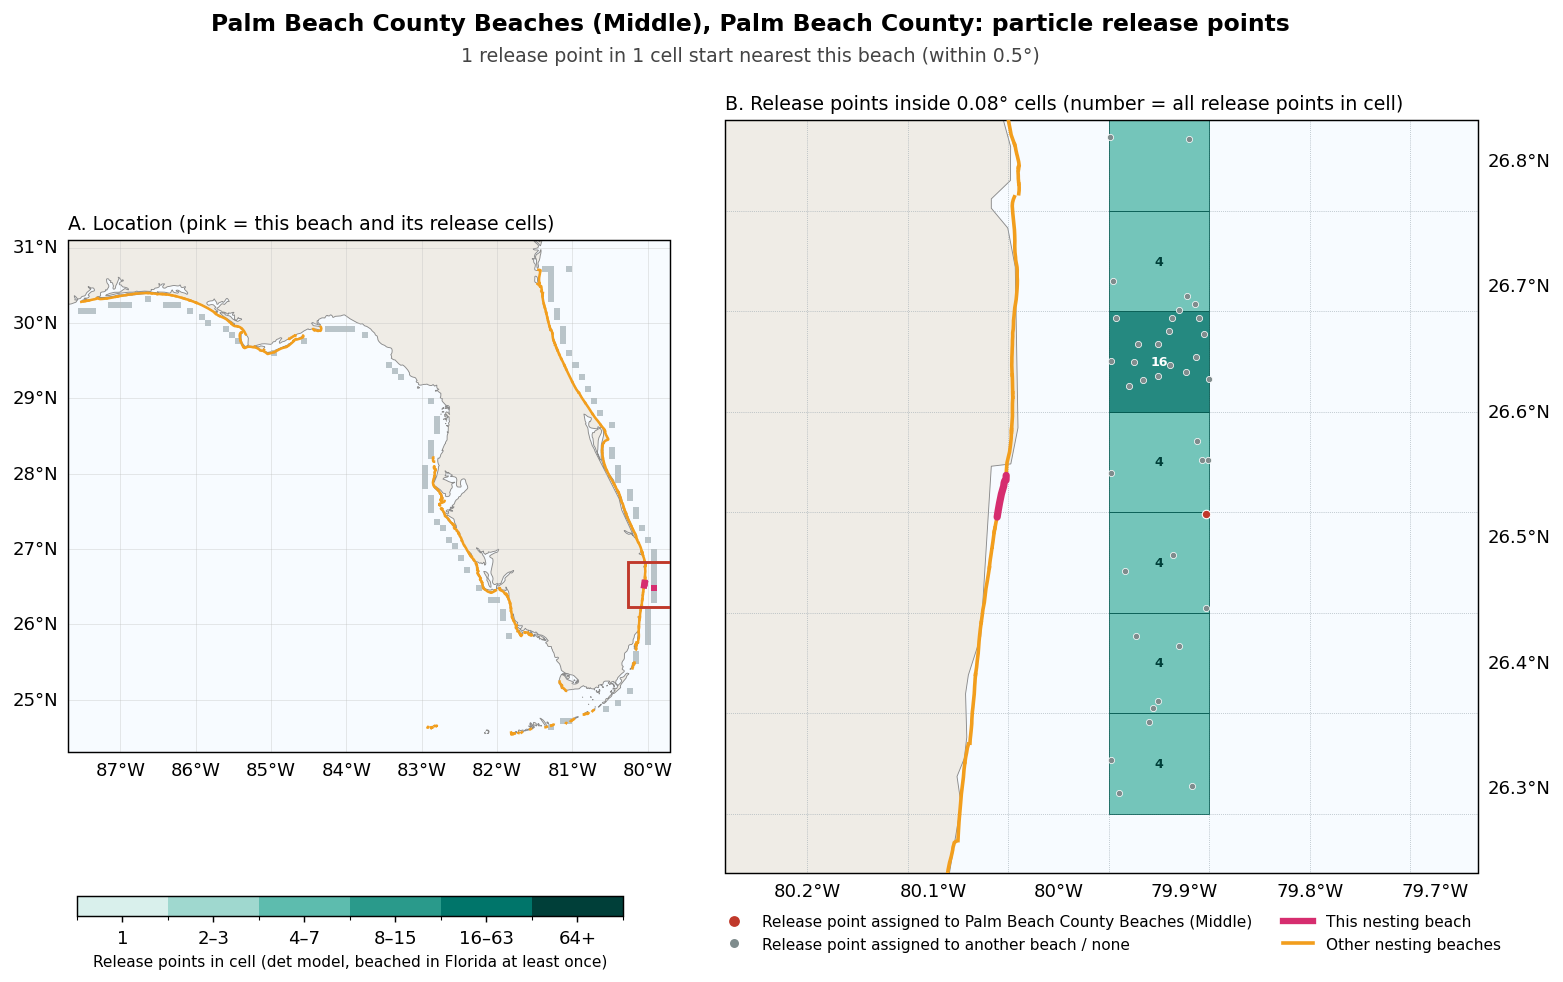 Palm Beach County Beaches (Middle), Palm Beach County: particle release points
1 release point in 1 cell start nearest this beach (within 0.5°)
A. Location (pink = this beach and its release cells)
31°N
30°N
29°N
28°N
27°N
26°N
25°N
87°W 86°W 85°W 84°W 83°W 82°W 81°W 80°W
1 2–3 4–7 8–15 16–63 64+
Release points in cell (det model, beached in Florida at least once)
B. Release points inside 0.08° cells (number = all release points in cell)
4
16
4
4
4
4
26.8°N
26.7°N
26.6°N
26.5°N
26.4°N
26.3°N
80.2°W 80.1°W 80°W 79.9°W 79.8°W 79.7°W
Release point assigned to Palm Beach County Beaches (Middle)
Release point assigned to another beach / none
This nesting beach
Other nesting beaches